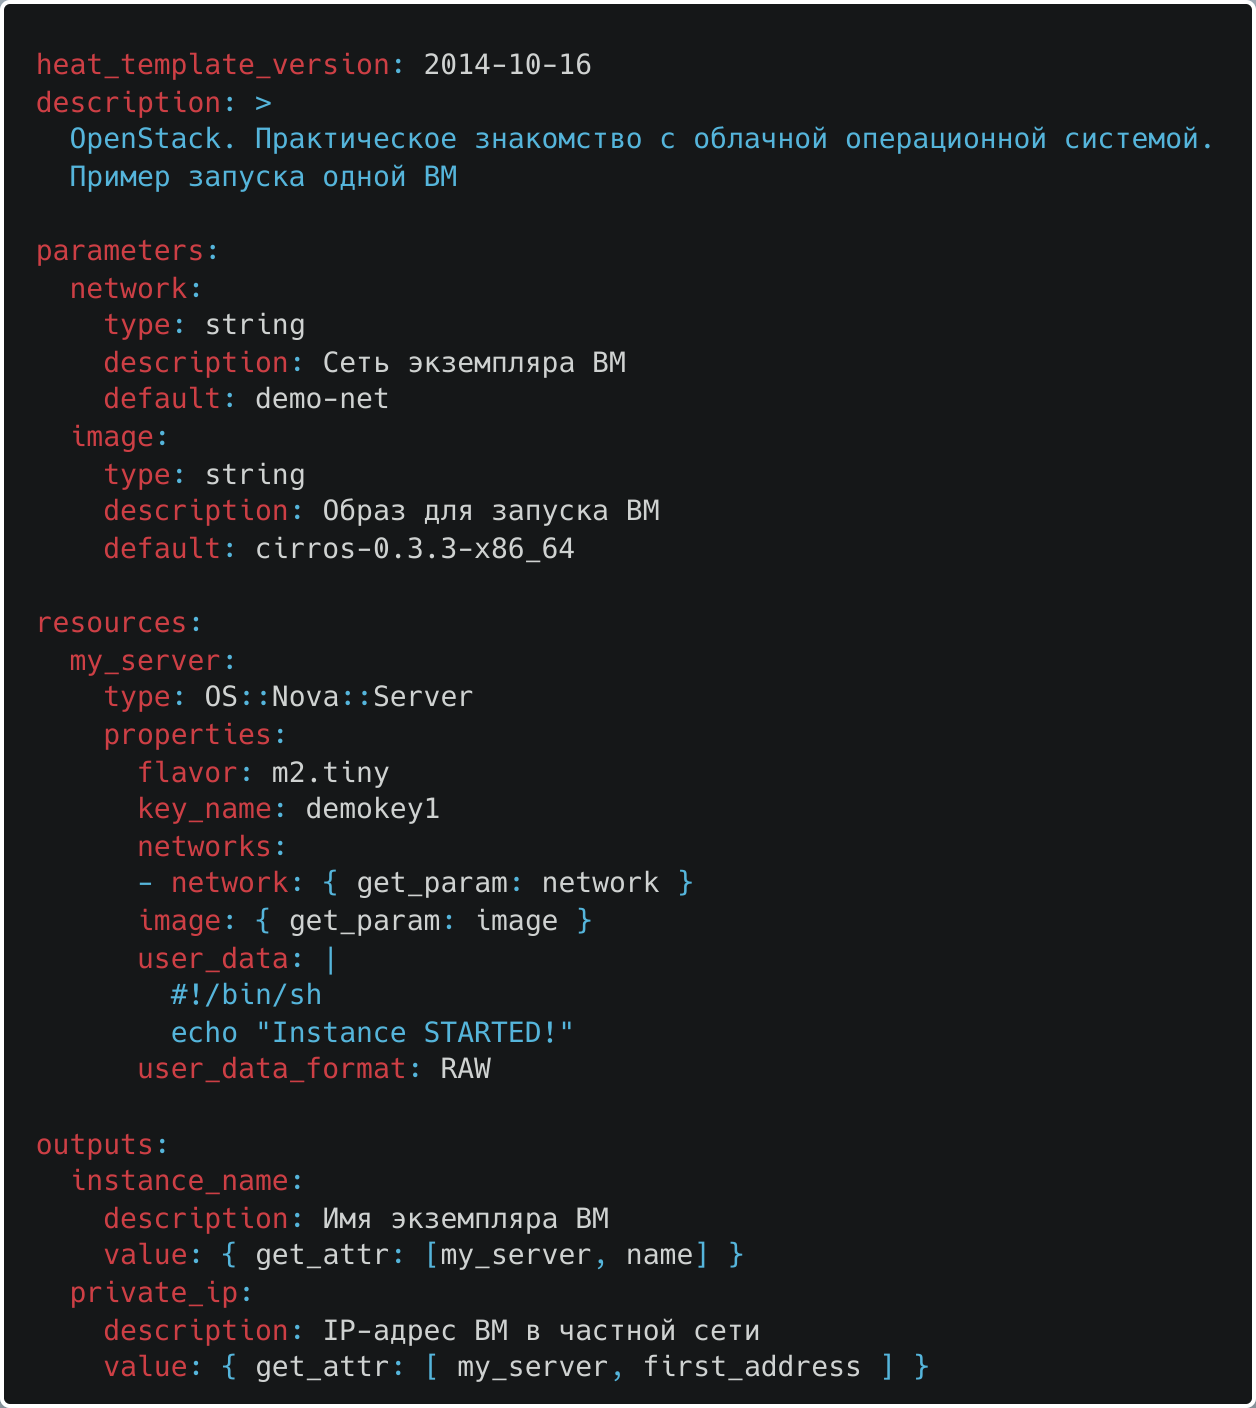 heat_template_version: 2014-10-16
description: >
  OpenStack. Практическое знакомство с облачной операционной системой.
  Пример запуска одной ВМ

parameters:
  network:
    type: string
    description: Сеть экземпляра ВМ
    default: demo-net
  image:
    type: string
    description: Образ для запуска ВМ
    default: cirros-0.3.3-x86_64

resources:
  my_server:
    type: OS::Nova::Server
    properties:
      flavor: m2.tiny
      key_name: demokey1
      networks:
      - network: { get_param: network }
      image: { get_param: image }
      user_data: |
        #!/bin/sh
        echo "Instance STARTED!"
      user_data_format: RAW

outputs:
  instance_name:
    description: Имя экземпляра ВМ
    value: { get_attr: [my_server, name] }
  private_ip:
    description: IP-адрес ВМ в частной сети
    value: { get_attr: [ my_server, first_address ] }